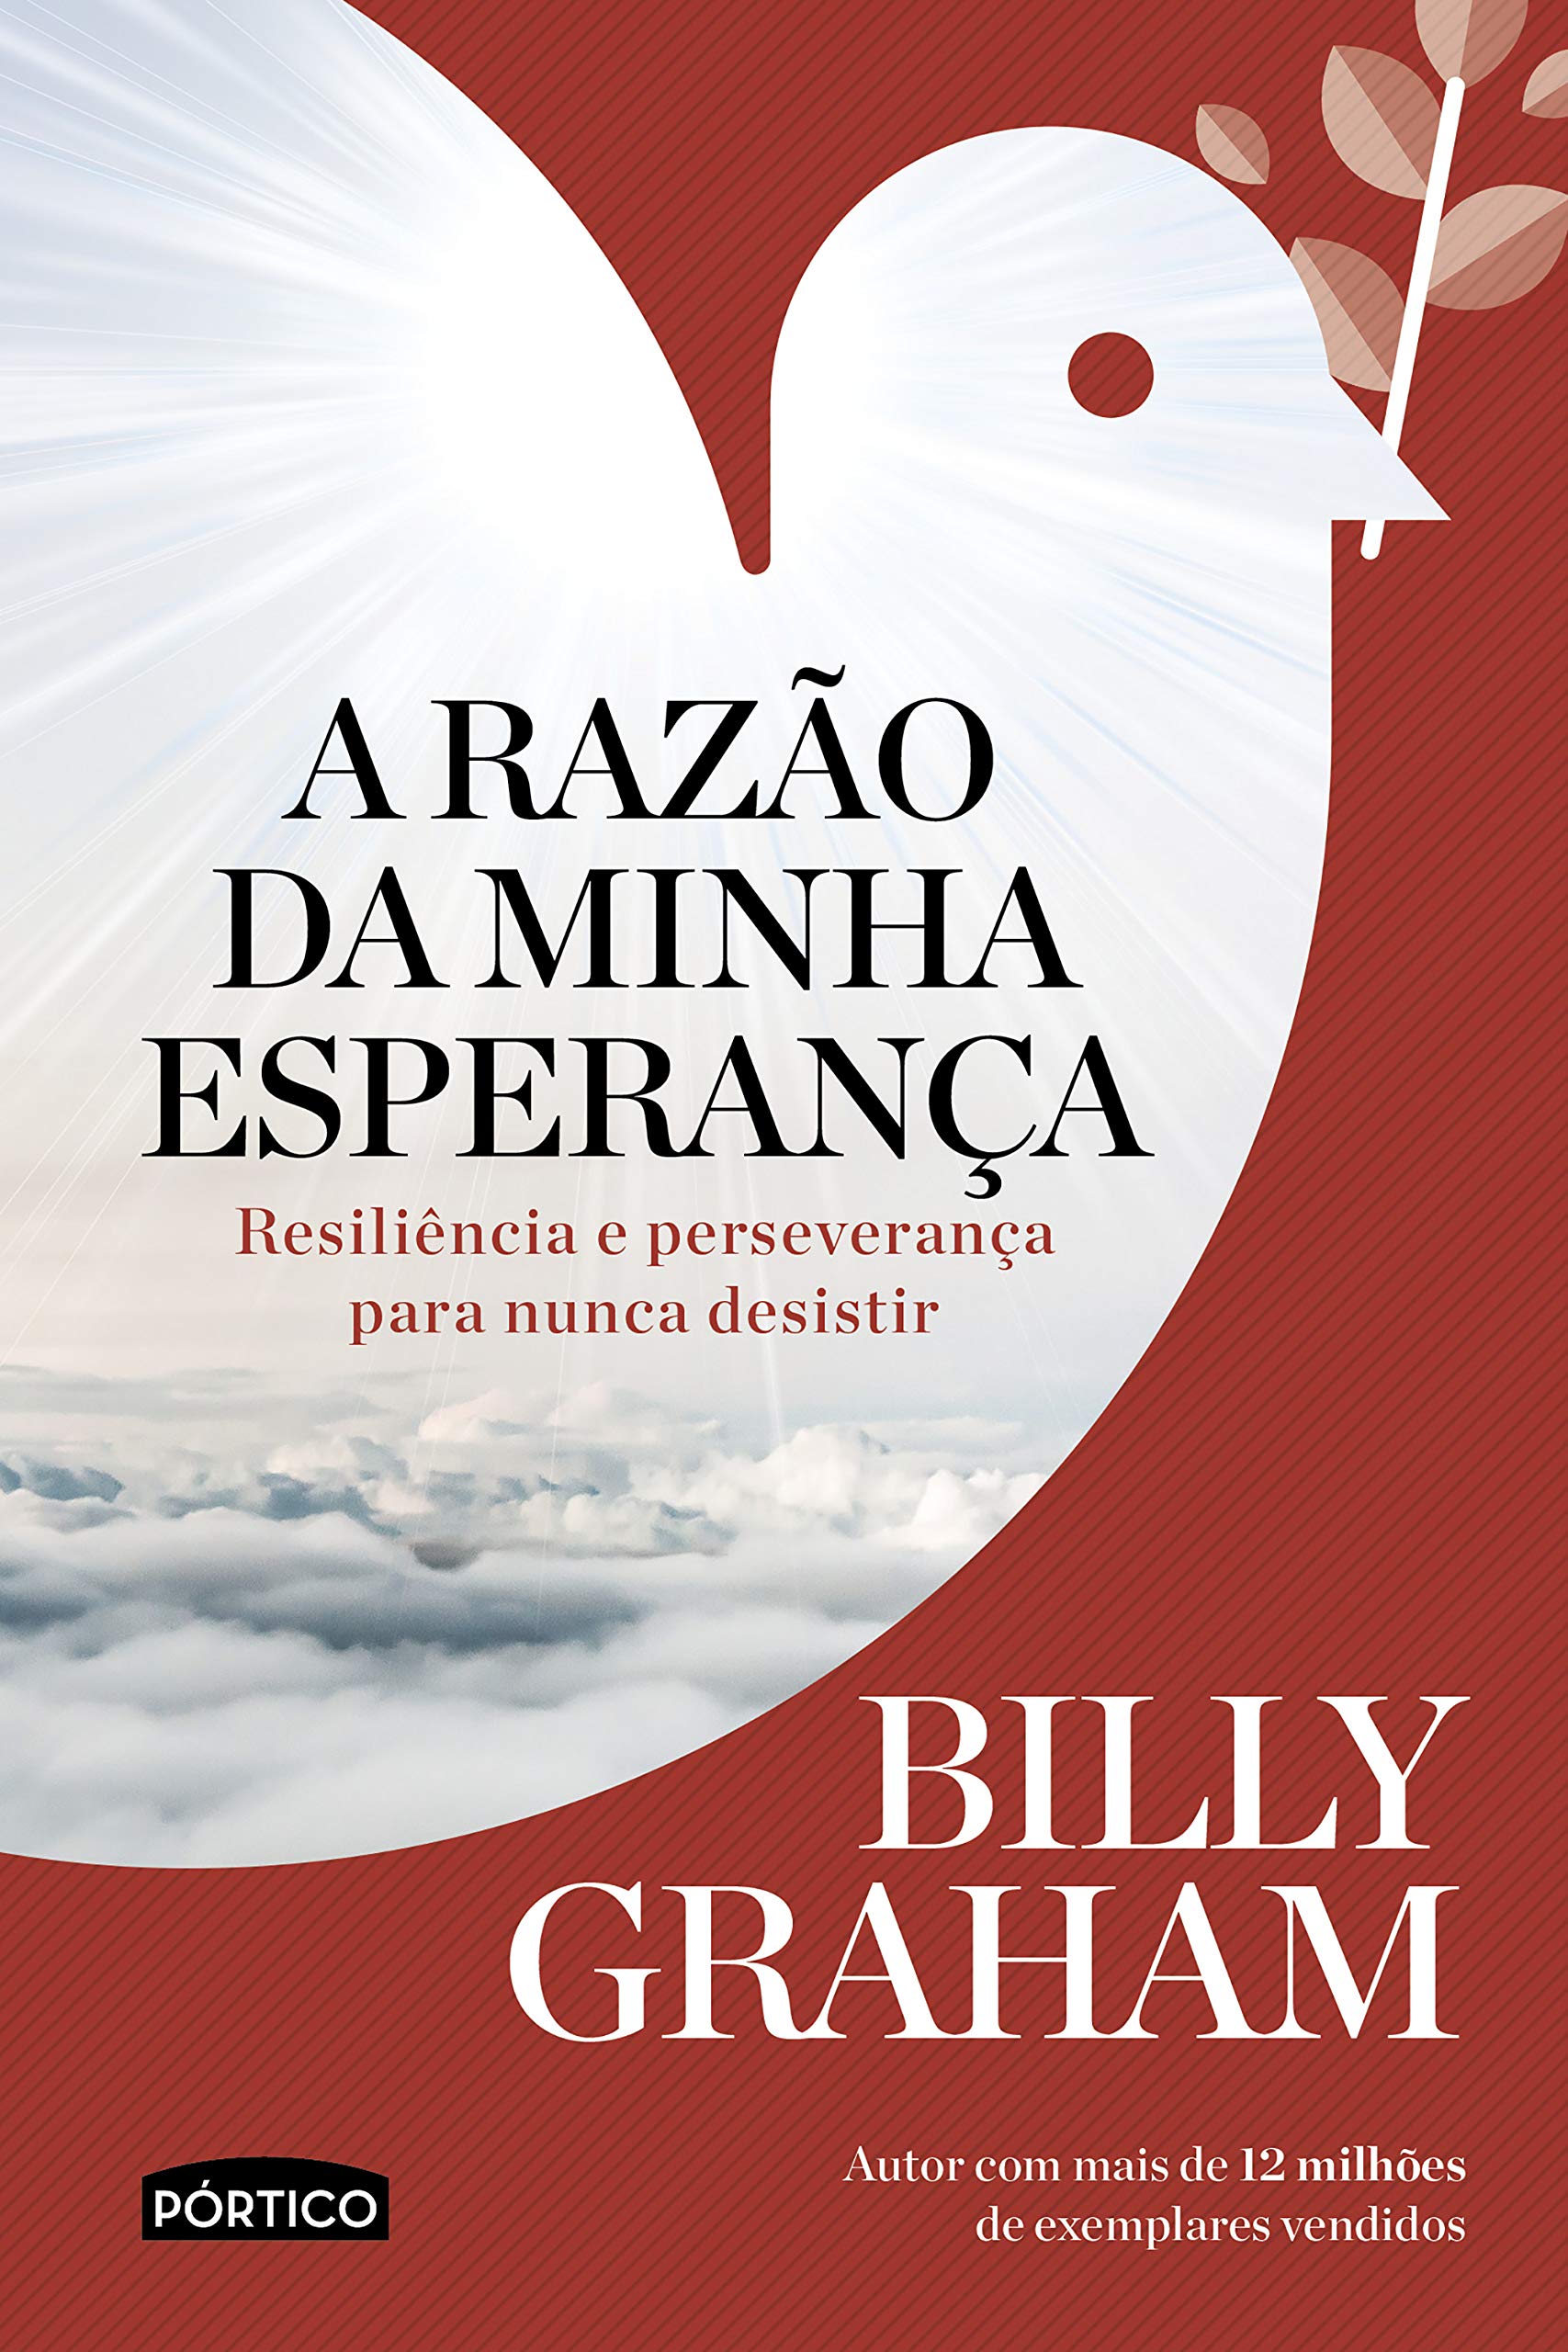 A RAZÃO
DA MINHA
ESPERANÇA
Resiliência e perseverança
para nunca desistir
BILLY
GRAHAM
Autor com mais de 12 milhões
de exemplares vendidos
PÓRTICO